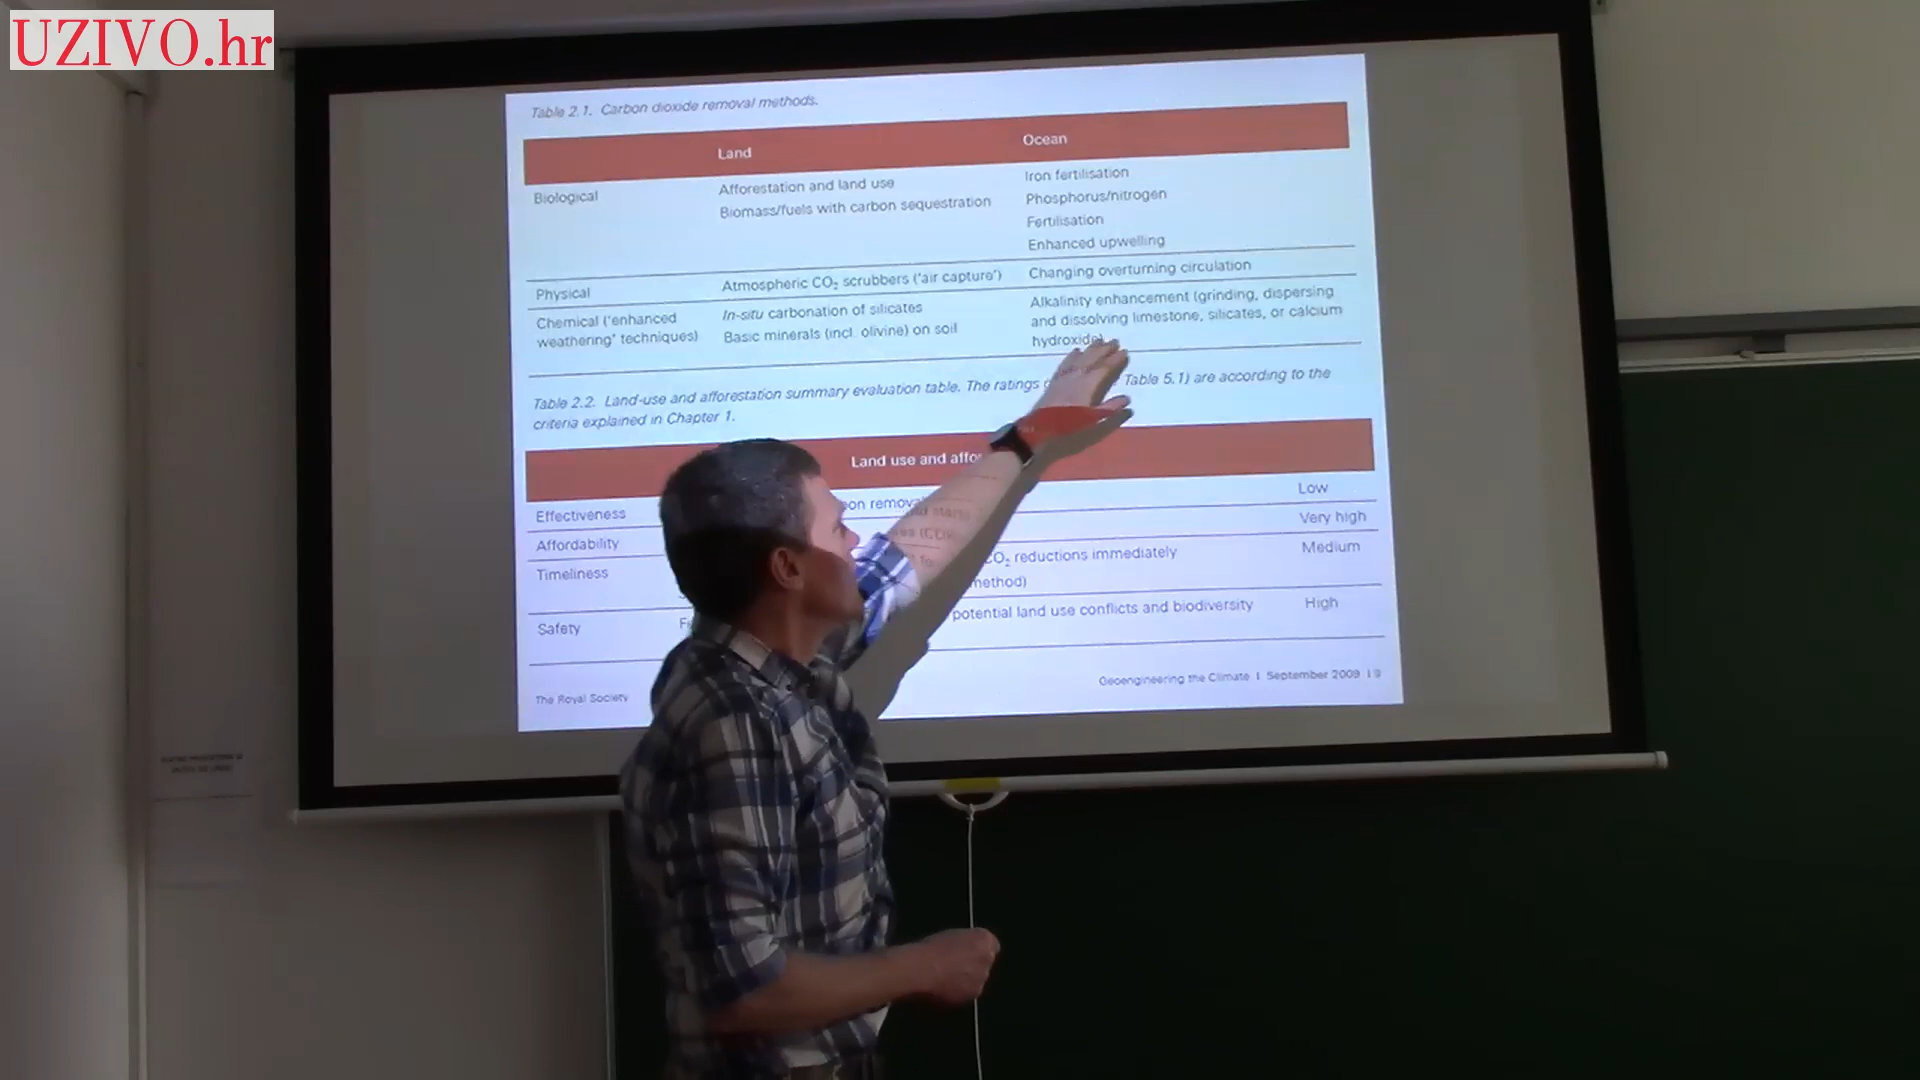 UZIVO.hr
Table 2.1. Carbon dioxide removal methods.
Land
Ocean
Biological
Afforestation and land use
Biomass/fuels with carbon sequestration
Iron fertilisation
Phosphorus/nitrogen
Fertilisation
Enhanced upwelling
Physical
Atmospheric CO₂ scrubbers ('air capture')
Changing overturning circulation
Chemical ('enhanced
weathering' techniques)
In-situ carbonation of silicates
Basic minerals (incl. olivine) on soil
Alkalinity enhancement (grinding, dispersing
and dissolving limestone, silicates, or calcium
hydroxide)
Table 2.2. Land-use and afforestation summary evaluation table. The ratings Table 5.1) are according to the
criteria explained in Chapter 1.
Land use and
Effectiveness
Low
Affordability
Very high
Timeliness
CO₂ reductions immediately
method)
Medium
Safety
potential land use conflicts and biodiversity
High
The Royal Society
Geoengineering the Climate I September 2009 I 9